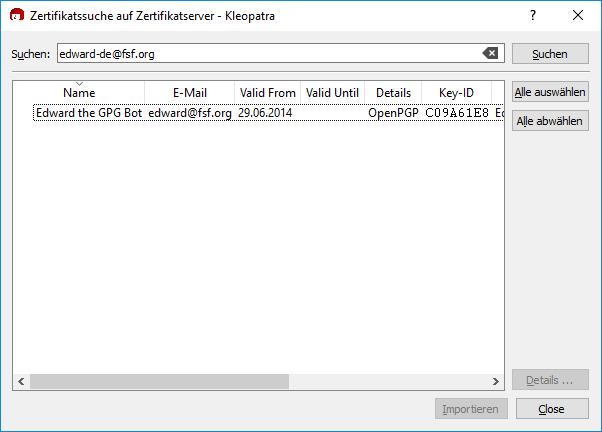 Zertifikatssuche auf Zertifikatserver - Kleopatra
Suchen: edward-de@fsf.org Suchen
Name E-Mail Valid From Valid Until Details Key-ID
Alle auswählen
Edward the GPG Bot edward@fsf.org 29.06.2014 OpenPGP C09A61E8 Ed
Alle abwählen
Details ...
Importieren Close